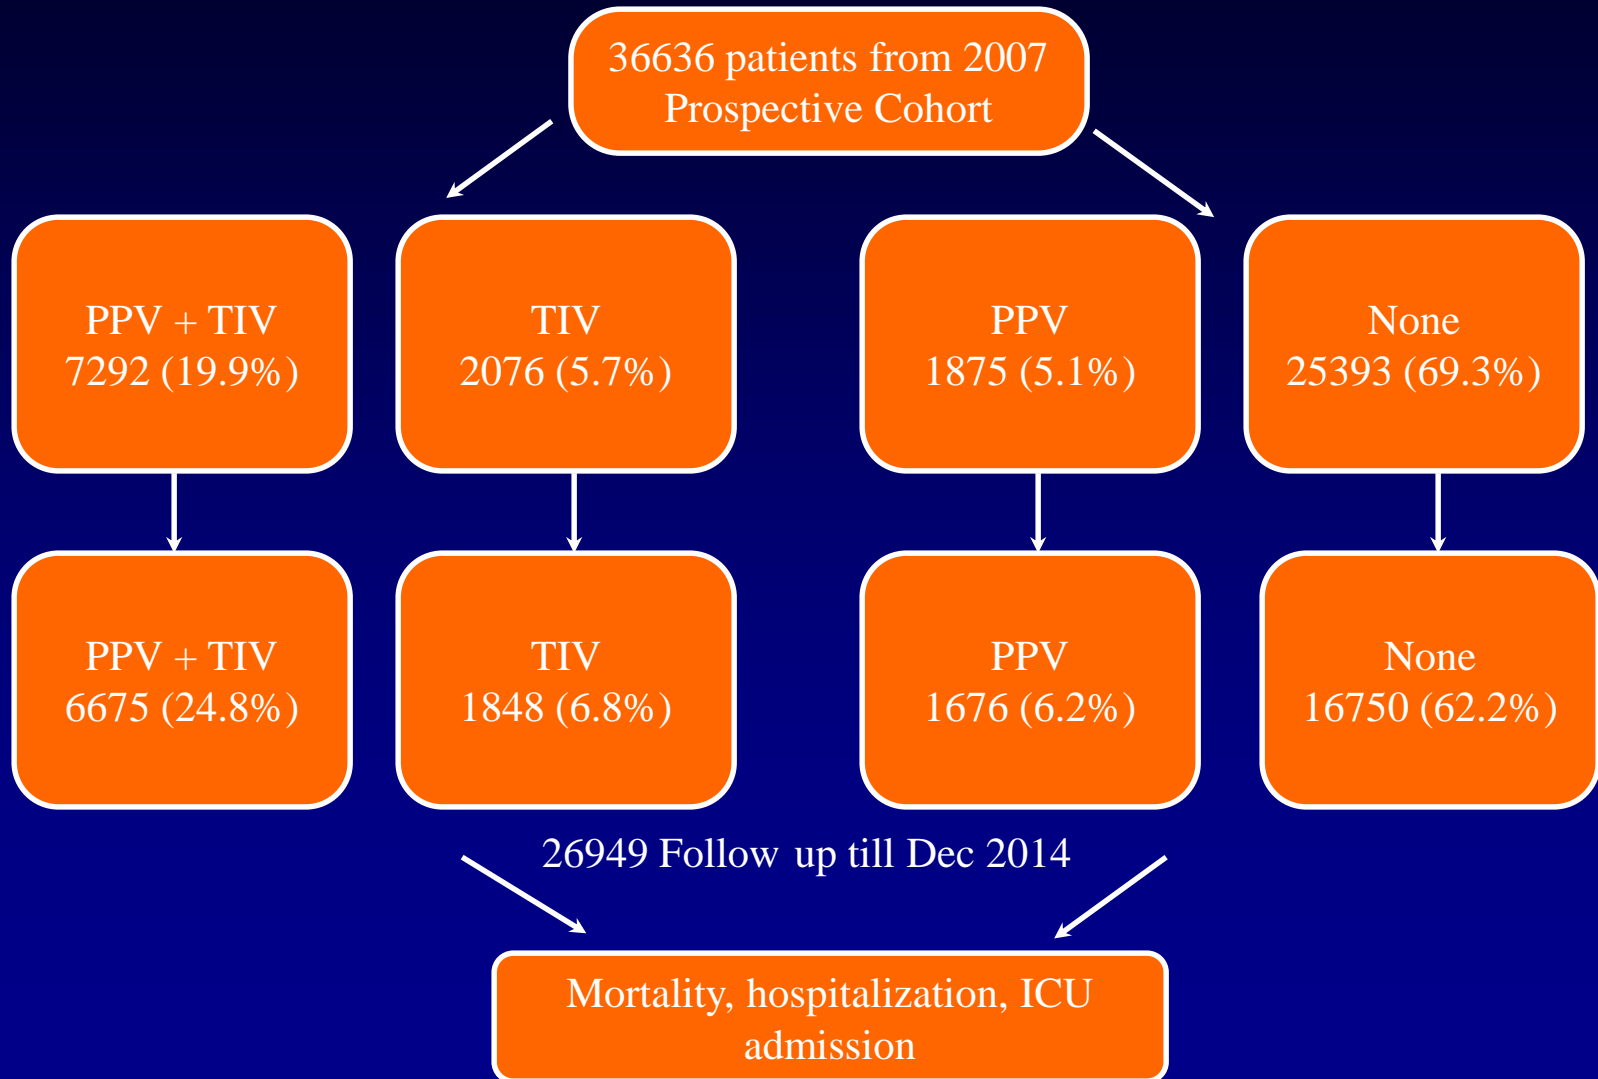 36636 patients from 2007
Prospective Cohort
PPV + TIV
7292 (19.9%)
TIV
2076 (5.7%)
PPV
1875 (5.1%)
None
25393 (69.3%)
PPV + TIV
6675 (24.8%)
TIV
1848 (6.8%)
PPV
1676 (6.2%)
None
16750 (62.2%)
26949 Follow up till Dec 2014
Mortality, hospitalization, ICU
admission